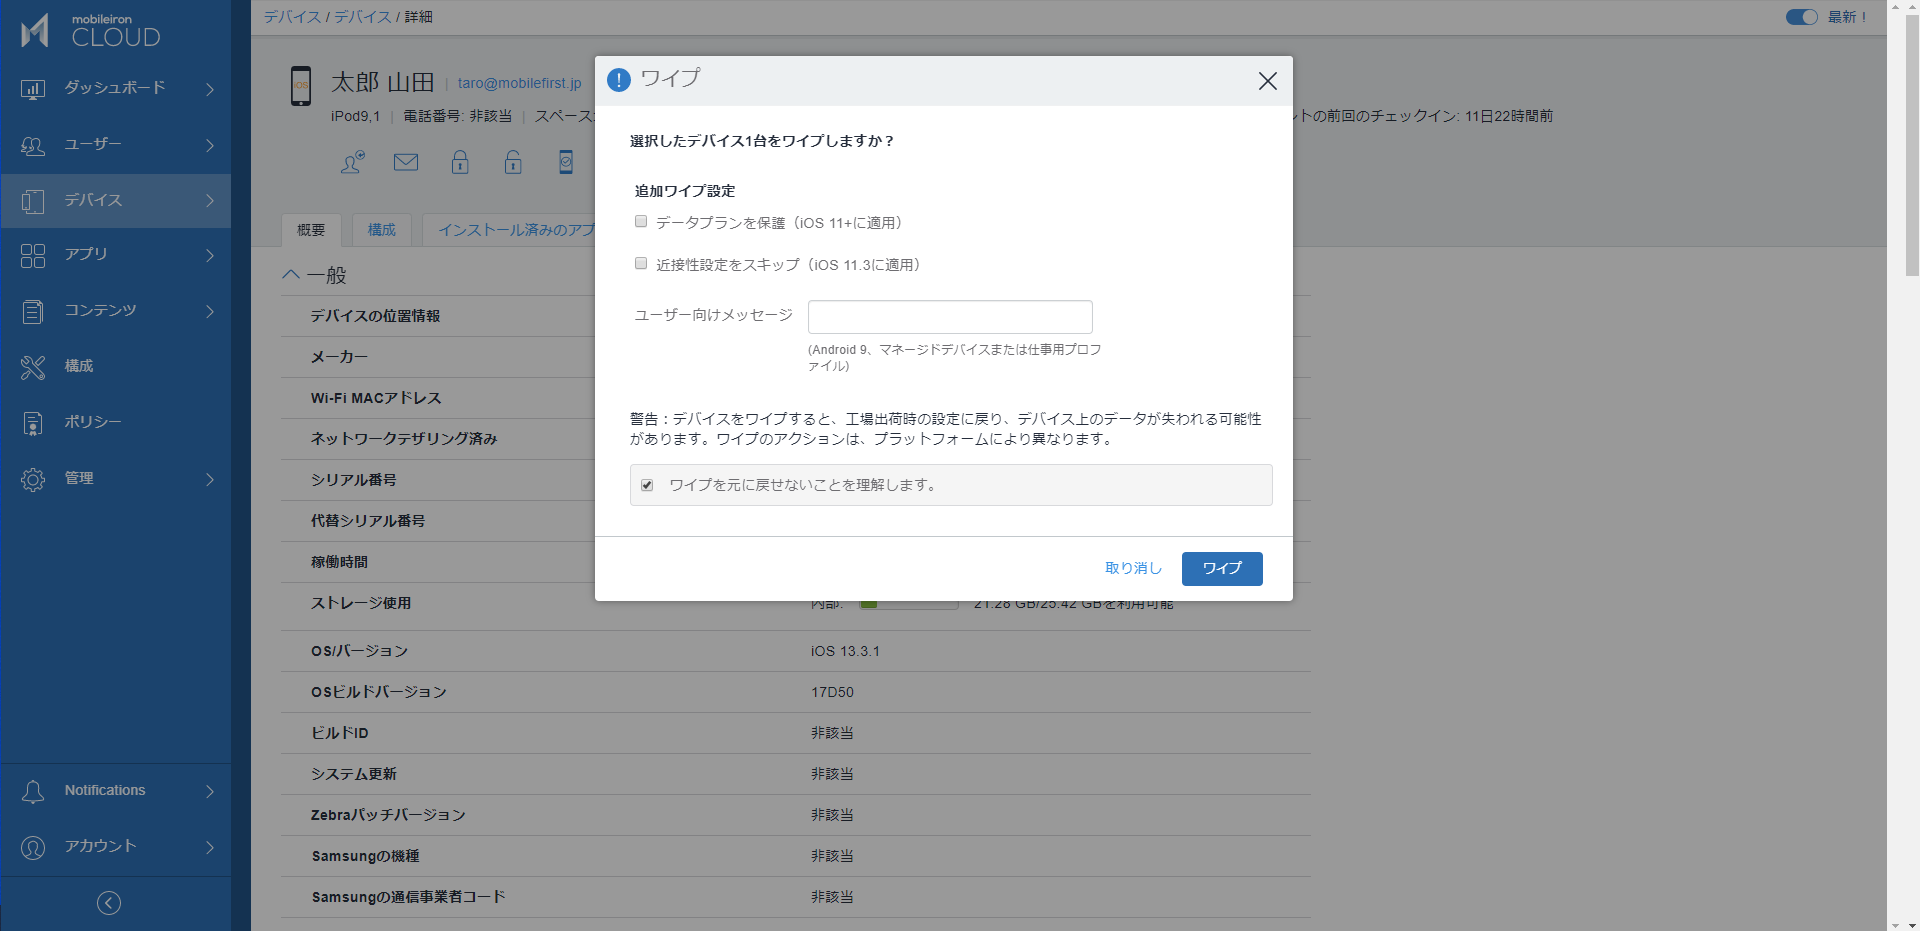 mobileiron
CLOUD
ダッシュボード
ユーザー
デバイス
アプリ
コンテンツ
構成
ポリシー
管理
Notifications
アカウント
デバイス / デバイス / 詳細
最新！
iOS
太郎 山田 | taro@mobilefirst.jp
iPod9,1 | 電話番号: 非該当 | スペース:
ントの前回のチェックイン: 11日22時間前
概要
構成
インストール済みのアプ
一般
デバイスの位置情報
メーカー
Wi-Fi MACアドレス
ネットワークテザリング済み
シリアル番号
代替シリアル番号
稼働時間
ストレージ使用 内部: 21.28 GB/25.42 GBを利用可能
OS/バージョン iOS 13.3.1
OSビルドバージョン 17D50
ビルドID 非該当
システム更新 非該当
Zebraパッチバージョン 非該当
Samsungの機種 非該当
Samsungの通信事業者コード 非該当
ワイプ
選択したデバイス1台をワイプしますか？
追加ワイプ設定
データプランを保護（iOS 11+に適用）
近接性設定をスキップ（iOS 11.3に適用）
ユーザー向けメッセージ
(Android 9、マネージドデバイスまたは仕事用プロフ
ァイル)
警告：デバイスをワイプすると、工場出荷時の設定に戻り、デバイス上のデータが失われる可能性
があります。ワイプのアクションは、プラットフォームにより異なります。
ワイプを元に戻せないことを理解します。
取り消し
ワイプ